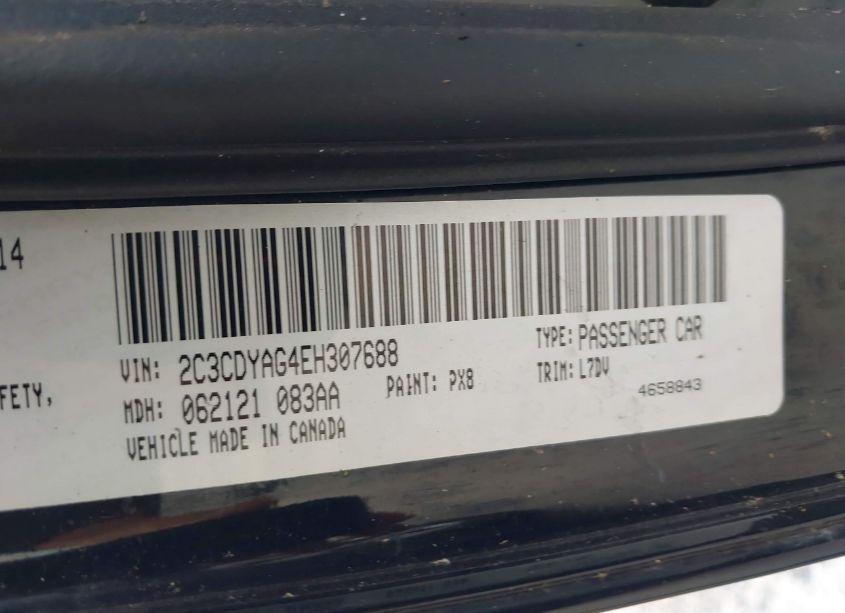 14
VIN: 2C3CDYAG4EH307688
TYPE: PASSENGER CAR
FETY,
MDH: 062121 083AA
PAINT: PX8
TRIM: L7DV
4658843
VEHICLE MADE IN CANADA